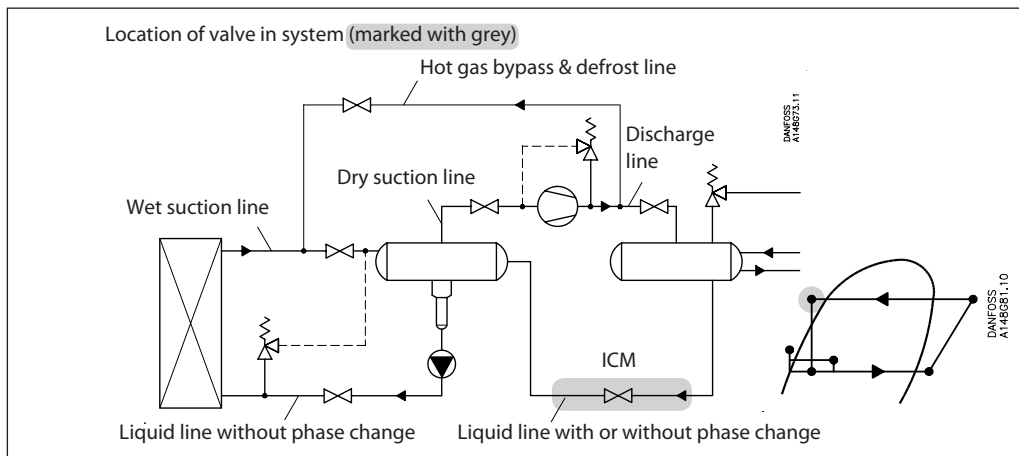 Location of valve in system (marked with grey)
Hot gas bypass & defrost line
DANFOSS
A148G73.11
Discharge
line
Dry suction line
Wet suction line
DANFOSS
A148G81.10
ICM
Liquid line without phase change
Liquid line with or without phase change